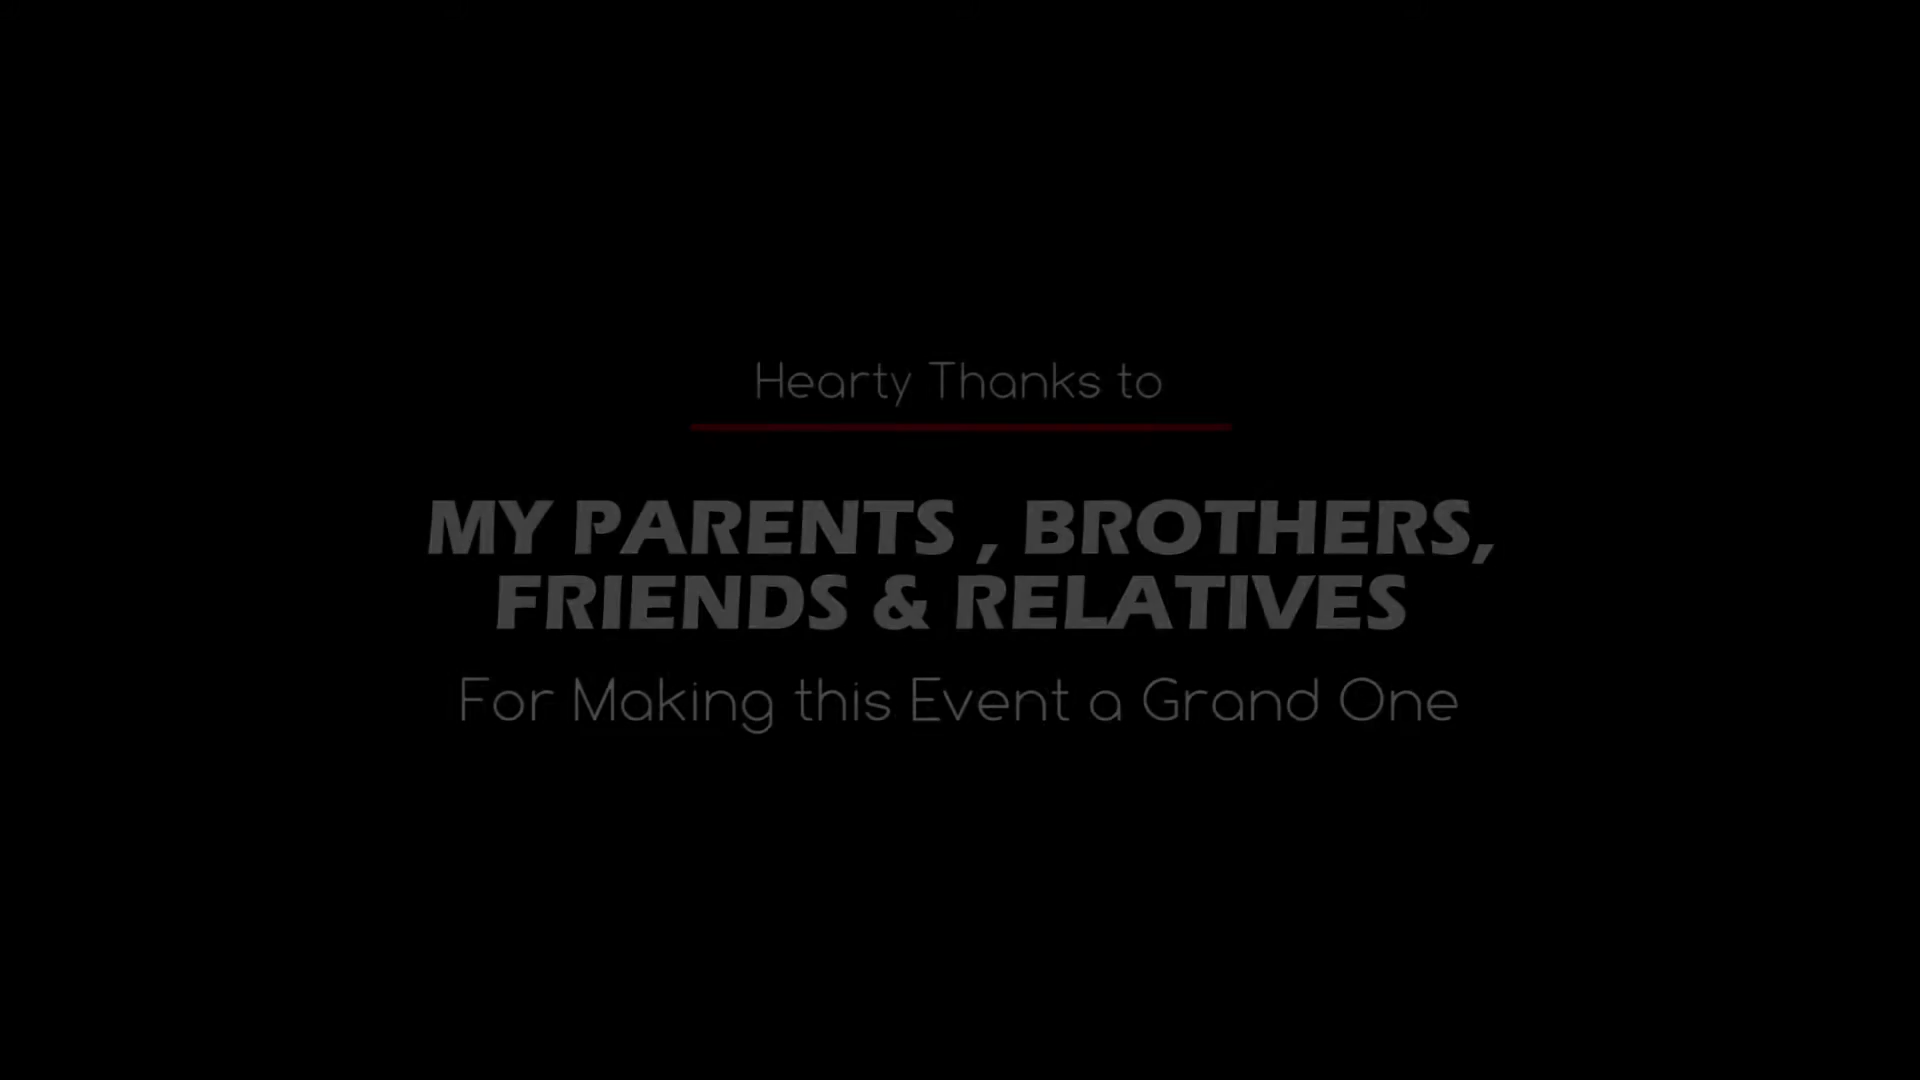 Hearty Thanks to
MY PARENTS , BROTHERS,
FRIENDS & RELATIVES
For Making this Event a Grand One